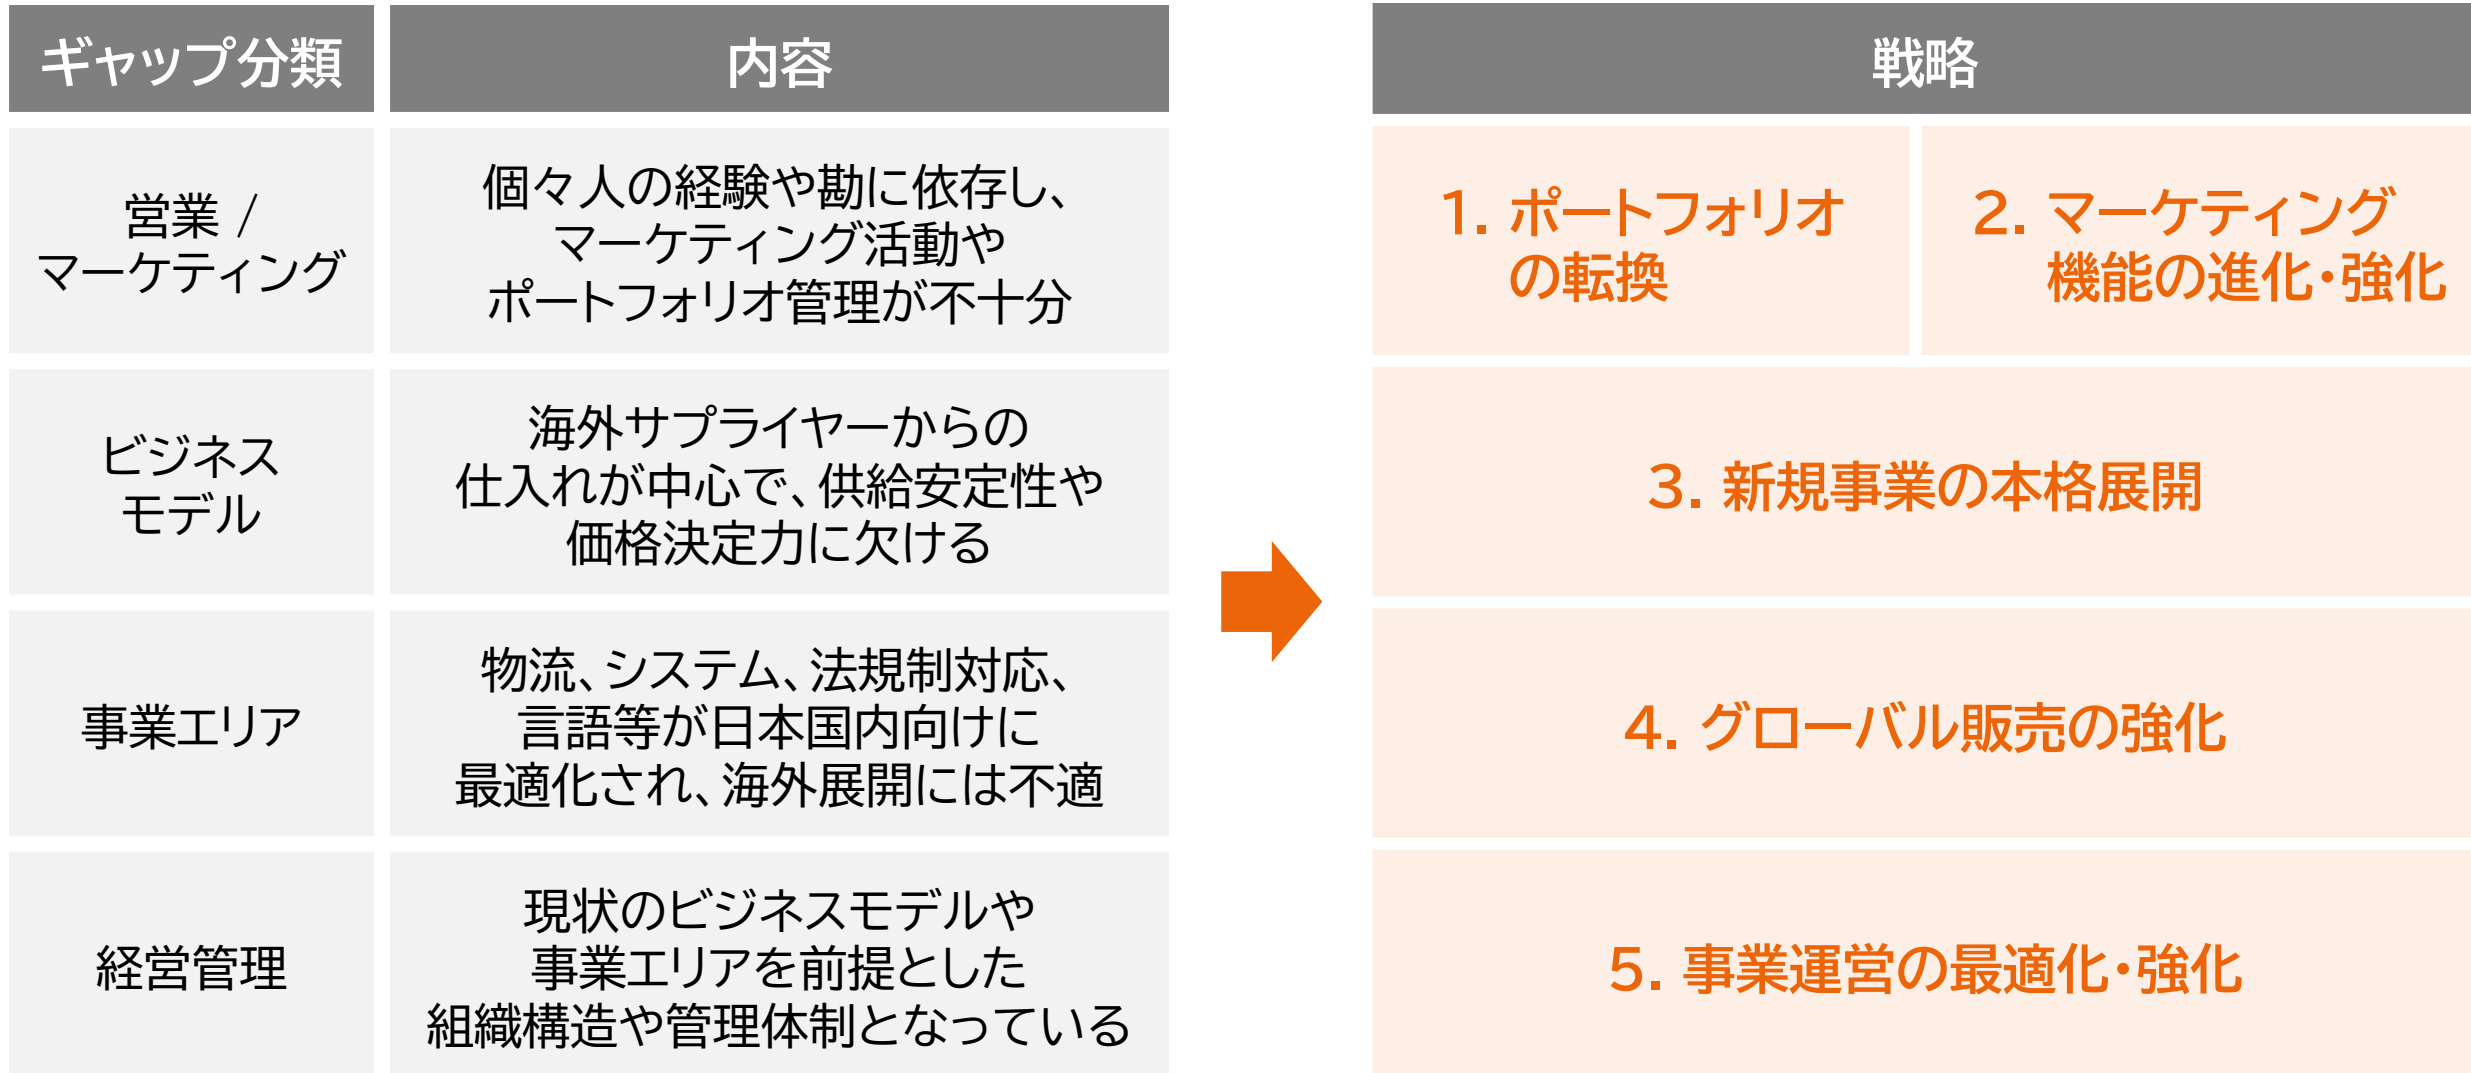 ギャップ分類
内容
戦略
営業 /
マーケティング
個々人の経験や勘に依存し、
マーケティング活動や
ポートフォリオ管理が不十分
1. ポートフォリオ
の転換
2. マーケティング
機能の進化・強化
ビジネス
モデル
海外サプライヤーからの
仕入れが中心で、供給安定性や
価格決定力に欠ける
3. 新規事業の本格展開
事業エリア
物流、システム、法規制対応、
言語等が日本国内向けに
最適化され、海外展開には不適
4. グローバル販売の強化
経営管理
現状のビジネスモデルや
事業エリアを前提とした
組織構造や管理体制となっている
5. 事業運営の最適化・強化